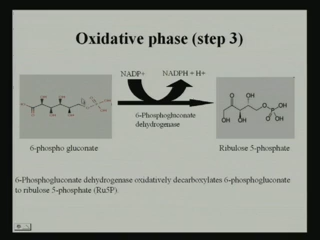 Oxidative phase (step 3)
NADP+ NADPH + H+
6-Phosphogluconate
dehydrogenase
6-phospho gluconate Ribulose 5-phosphate
6-Phosphogluconate dehydrogenase oxidatively decarboxylates 6-phosphogluconate
to ribulose 5-phosphate (Ru5P).